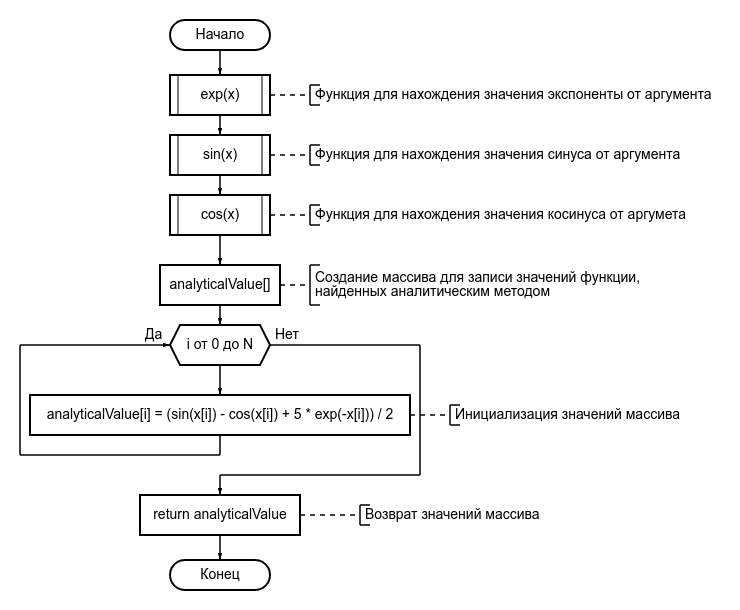 Начало
exp(x)
Функция для нахождения значения экспоненты от аргумента
sin(x)
Функция для нахождения значения синуса от аргумента
cos(x)
Функция для нахождения значения косинуса от аргумета
analyticalValue[]
Создание массива для записи значений функции,
найденных аналитическим методом
Да
i от 0 до N
Нет
analyticalValue[i] = (sin(x[i]) - cos(x[i]) + 5 * exp(-x[i])) / 2
Инициализация значений массива
return analyticalValue
Возврат значений массива
Конец